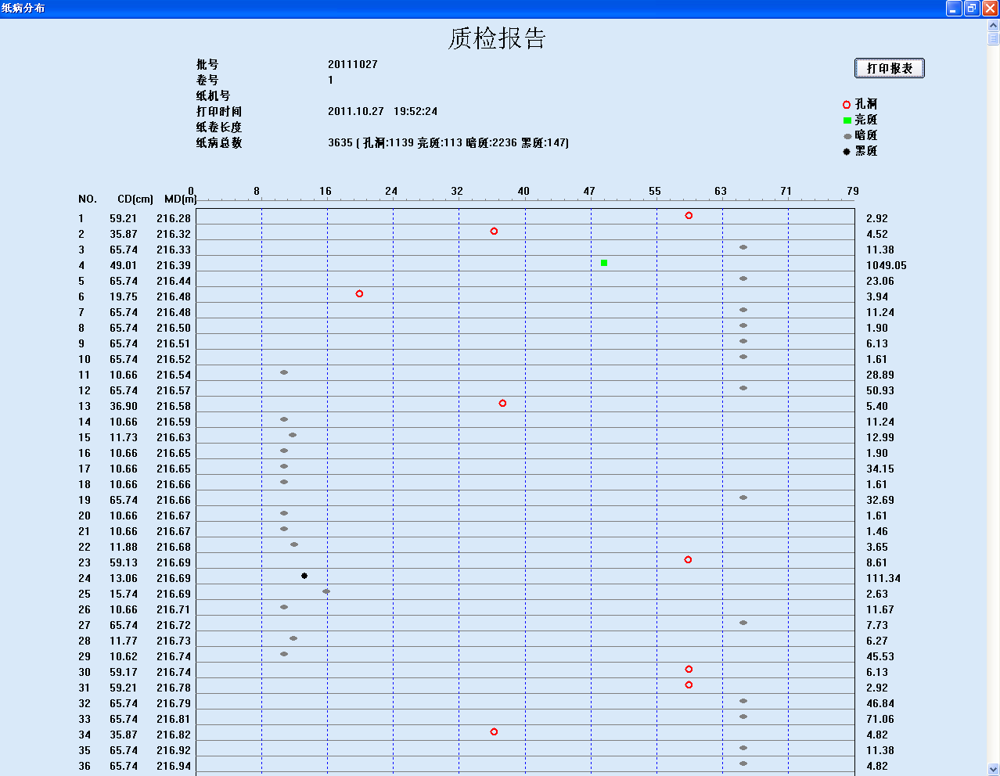 纸病分布
质检报告
批号 20111027
卷号 1
纸机号
打印时间 2011.10.27 19:52:24
纸卷长度
纸病总数 3635 ( 孔洞:1139 亮斑:113 暗斑:2236 黑斑:147)
打印报表
孔洞
亮斑
暗斑
黑斑
0 8 16 24 32 40 47 55 63 71 79
NO. CD(cm) MD(m)
1 59.21 216.28 2.92
2 35.87 216.32 4.52
3 65.74 216.33 11.38
4 49.01 216.39 1049.05
5 65.74 216.44 23.06
6 19.75 216.48 3.94
7 65.74 216.48 11.24
8 65.74 216.50 1.90
9 65.74 216.51 6.13
10 65.74 216.52 1.61
11 10.66 216.54 28.89
12 65.74 216.57 50.93
13 36.90 216.58 5.40
14 10.66 216.59 11.24
15 11.73 216.63 12.99
16 10.66 216.65 1.90
17 10.66 216.65 34.15
18 10.66 216.66 1.61
19 65.74 216.66 32.69
20 10.66 216.67 1.61
21 10.66 216.67 1.46
22 11.88 216.68 3.65
23 59.13 216.69 8.61
24 13.06 216.69 111.34
25 15.74 216.69 2.63
26 10.66 216.71 11.67
27 65.74 216.72 7.73
28 11.77 216.73 6.27
29 10.62 216.74 45.53
30 59.17 216.74 6.13
31 59.21 216.78 2.92
32 65.74 216.79 46.84
33 65.74 216.81 71.06
34 35.87 216.82 4.82
35 65.74 216.92 11.38
36 65.74 216.94 4.82